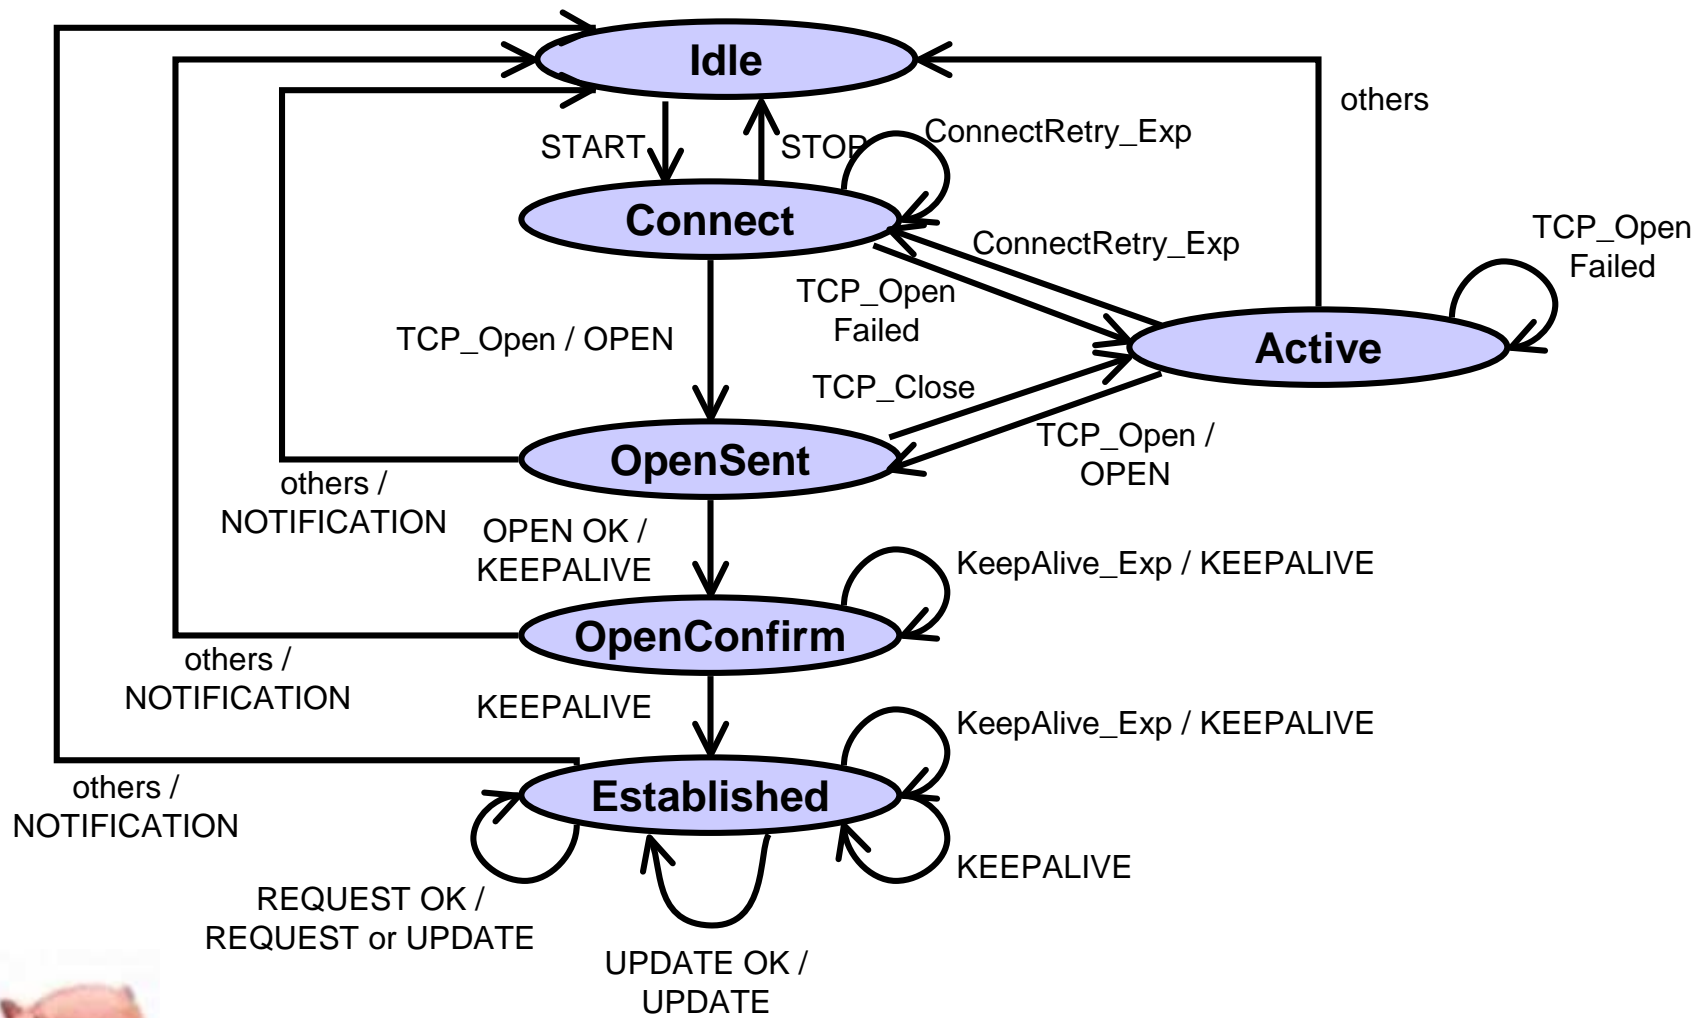 Idle
others
START
STOP
ConnectRetry_Exp
Connect
ConnectRetry_Exp
TCP_Open
Failed
TCP_Open
Failed
TCP_Open / OPEN
Active
TCP_Close
TCP_Open /
OPEN
OpenSent
others /
NOTIFICATION
OPEN OK /
KEEPALIVE
KeepAlive_Exp / KEEPALIVE
OpenConfirm
others /
NOTIFICATION
KEEPALIVE
KeepAlive_Exp / KEEPALIVE
others /
NOTIFICATION
Established
KEEPALIVE
REQUEST OK /
REQUEST or UPDATE
UPDATE OK /
UPDATE